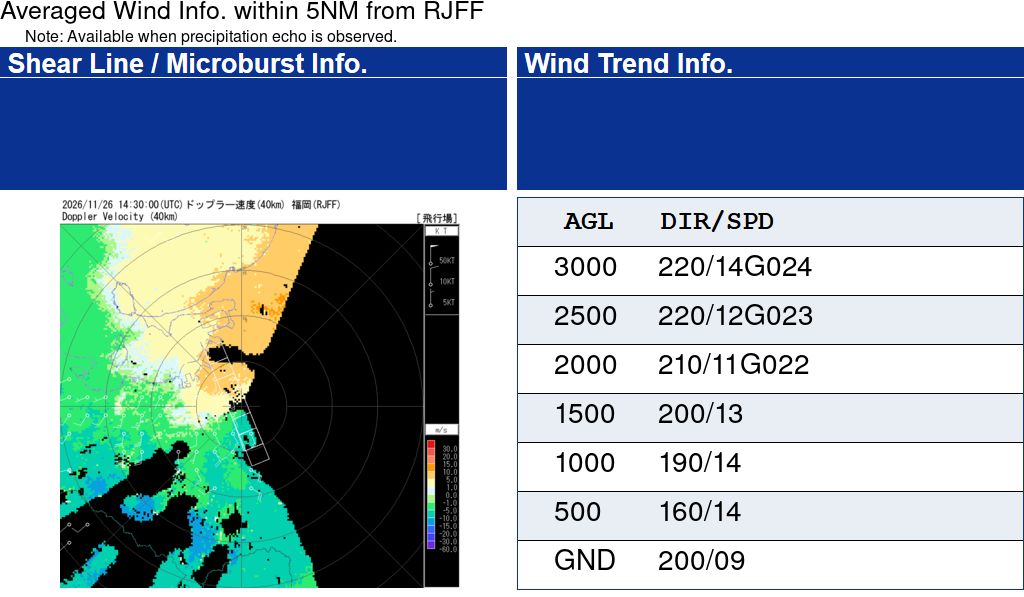 Averaged Wind Info. within 5NM from RJFF
Note: Available when precipitation echo is observed.
Shear Line / Microburst Info.
Wind Trend Info.
2026/11/26 14:30:00(UTC) ドップラー速度(40km) 福岡(RJFF)
Doppler Velocity (40km)
[飛行場]
KT
50KT
10KT
5KT
m/s
30.0
20.0
15.0
10.0
5.0
1.0
0.0
-1.0
-5.0
-10.0
-15.0
-20.0
-30.0
-60.0
AGL DIR/SPD
3000 220/14G024
2500 220/12G023
2000 210/11G022
1500 200/13
1000 190/14
500 160/14
GND 200/09